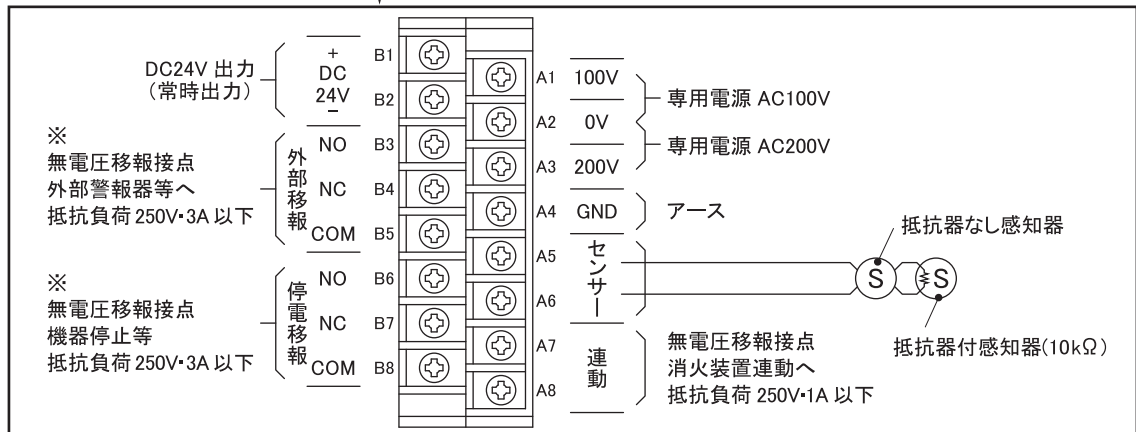 DC24V 出力
(常時出力)
+
DC
24V
−
B1
B2
※
無電圧移報接点
外部警報器等へ
抵抗負荷 250V･3A 以下
外部移報
NO
NC
COM
B3
B4
B5
※
無電圧移報接点
機器停止等
抵抗負荷 250V･3A 以下
停電移報
NO
NC
COM
B6
B7
B8
A1
100V
A2
0V
A3
200V
専用電源 AC100V
専用電源 AC200V
A4
GND
アース
A5
A6
センサー
抵抗器なし感知器
S
S
抵抗器付感知器(10kΩ)
A7
A8
連動
無電圧移報接点
消火装置連動へ
抵抗負荷 250V･1A 以下